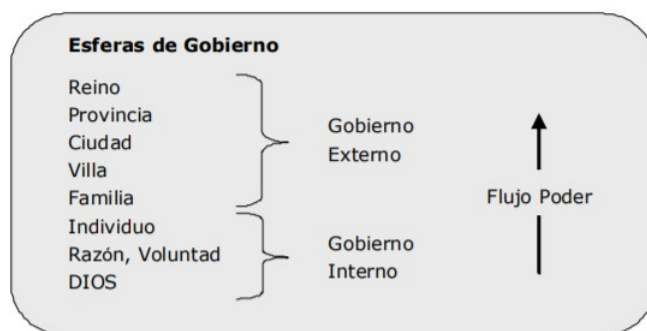 Esferas de Gobierno
Reino
Provincia
Ciudad
Villa
Familia
Individuo
Razón, Voluntad
DIOS
Gobierno
Externo
Gobierno
Interno
Flujo Poder